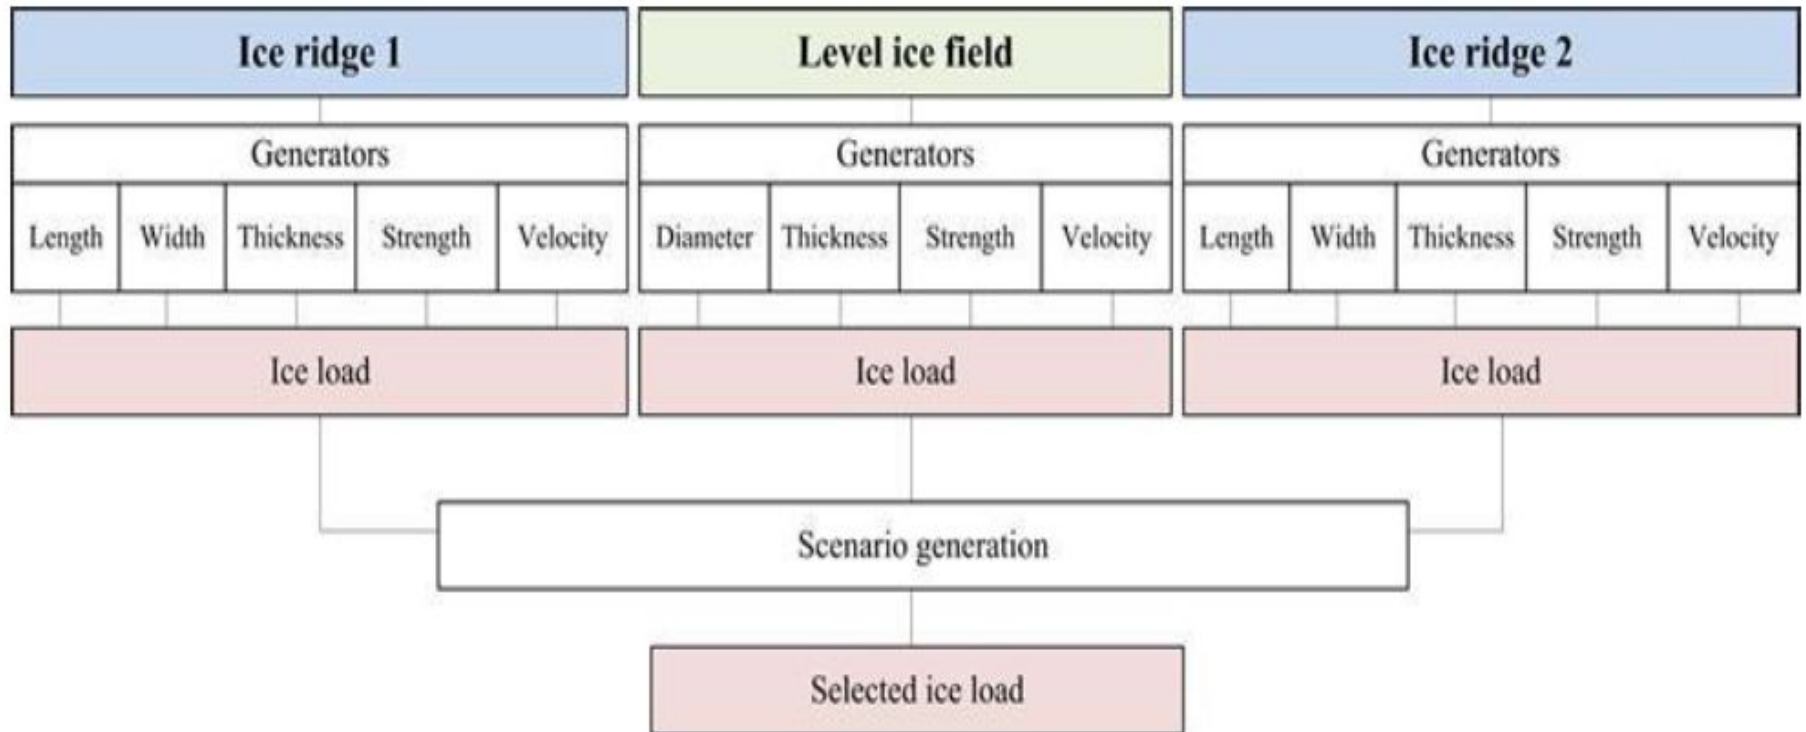 Ice ridge 1
Level ice field
Ice ridge 2
Generators
Generators
Generators
Length Width Thickness Strength Velocity
Diameter Thickness Strength Velocity
Length Width Thickness Strength Velocity
Ice load
Ice load
Ice load
Scenario generation
Selected ice load